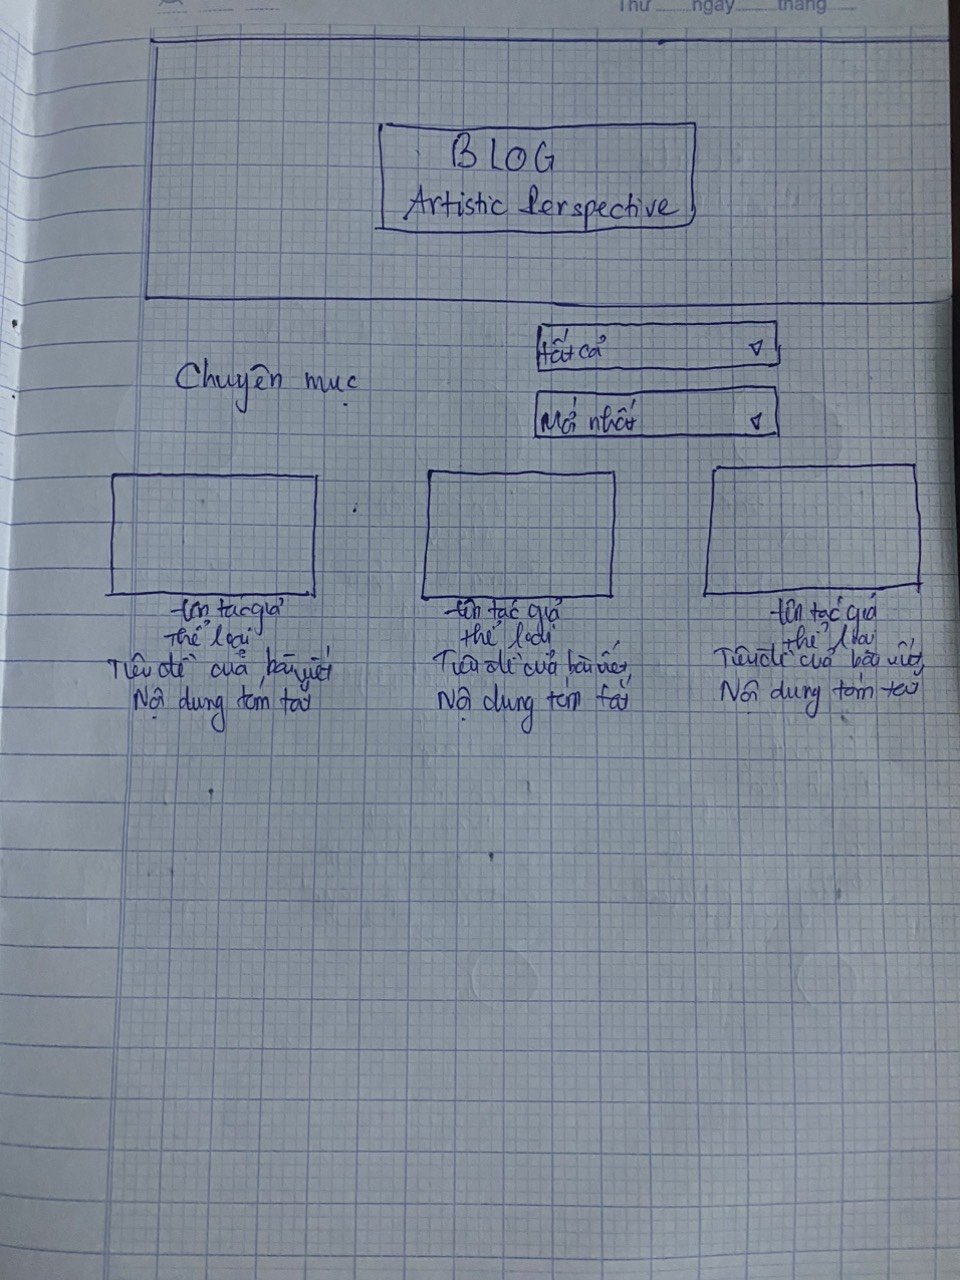 Thứ ngày tháng
BLOG
Artistic Perspective
tất cả
Chuyên mục
Mới nhất
tên tác giả
thể loại
Tiêu đề của bài viết
Nội dung tóm tắt
tên tác giả
thể loại
Tiêu đề của bài viết
Nội dung tóm tắt
tên tác giả
thể loại
Tiêu đề của bài viết
Nội dung tóm tắt